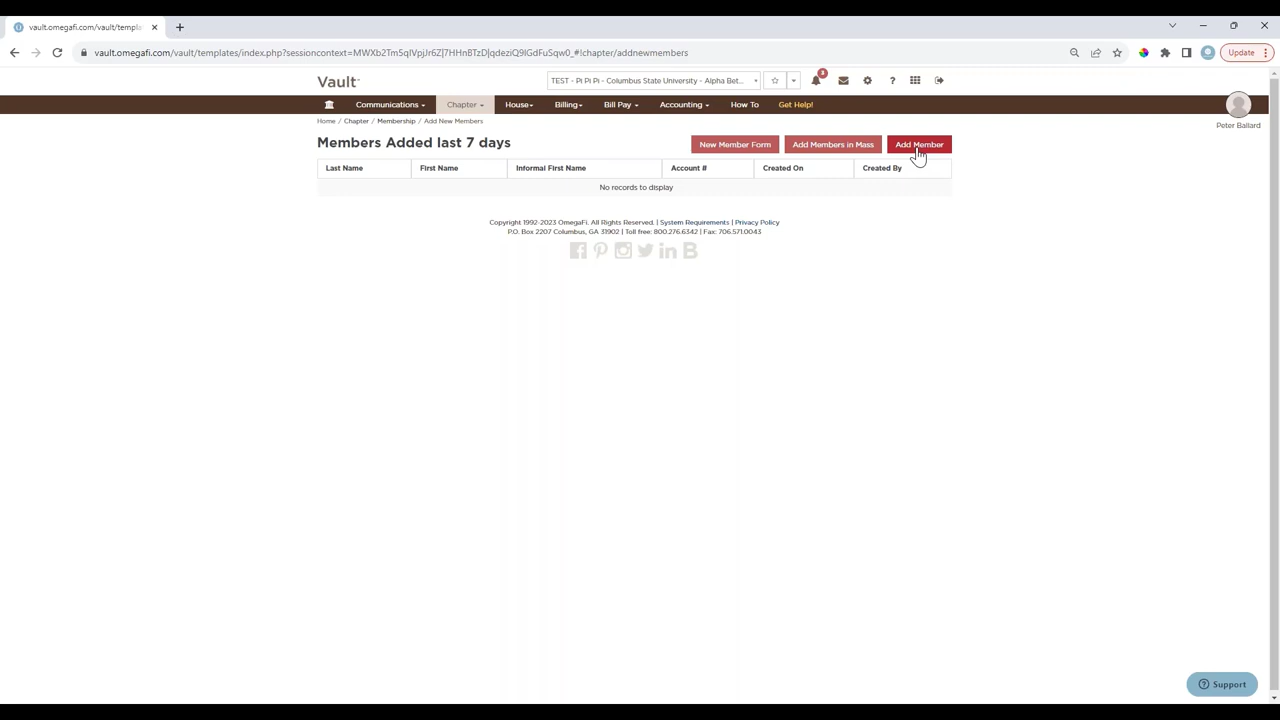 vault.omegafi.com/vault/templa
vault.omegafi.com/vault/templates/index.php?sessioncontext=MWXb2Tm5qIVpjJr6Z]7HHnBTzD[qdeziQ9IGdFuSqw0_#!chapter/addnewmembers
Update
Vault
TEST - Pi Pi Pi - Columbus State University - Alpha Bet...
3
Communications
Chapter
House
Billing
Bill Pay
Accounting
How To
Get Help!
Peter Ballard
Home / Chapter / Membership / Add New Members
Members Added last 7 days
New Member Form
Add Members in Mass
Add Member
Last Name
First Name
Informal First Name
Account #
Created On
Created By
No records to display
Copyright 1992-2023 OmegaFi. All Rights Reserved. | System Requirements | Privacy Policy
P.O. Box 2207 Columbus, GA 31902 | Toll free: 800.276.6342 | Fax: 706.571.0043
Support